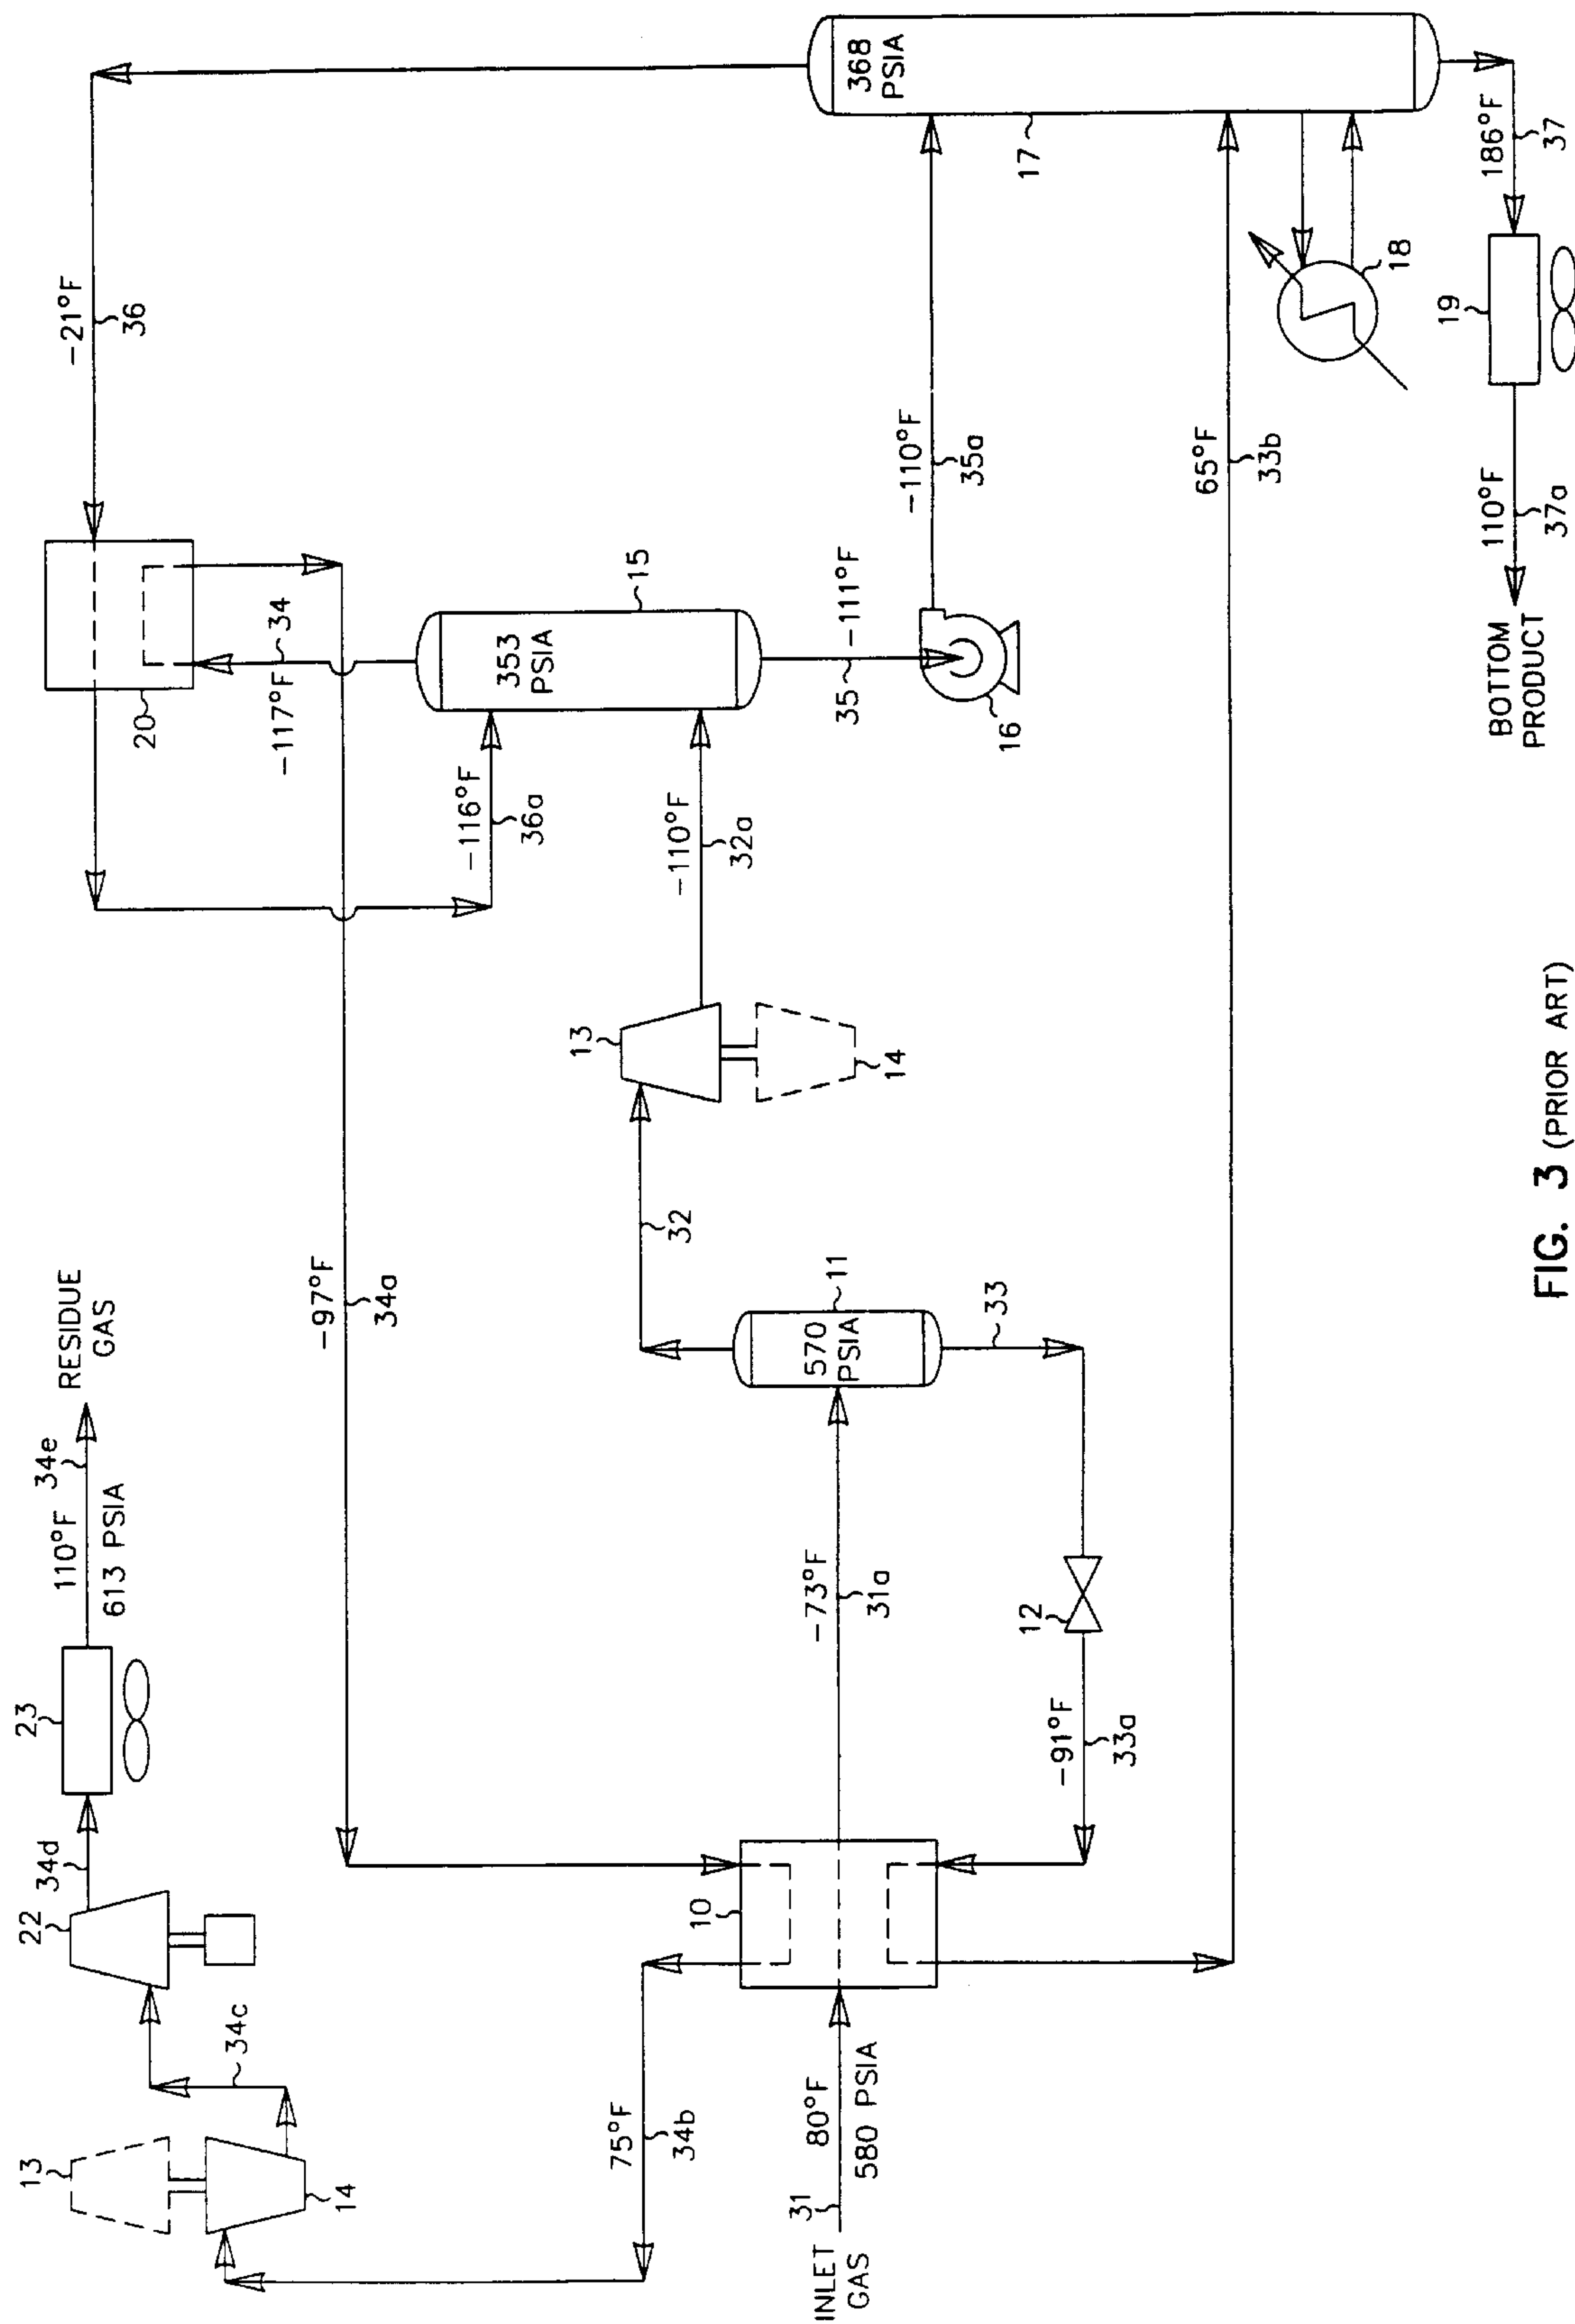 13
14
34c
22
34d
23
110°F
34e
613 PSIA
RESIDUE
GAS
-97°F
34a
-21°F
36
20
-117°F
34
368
PSIA
17
353
PSIA
15
-116°F
36a
-110°F
32a
35
-111°F
16
-110°F
35a
13
14
32
570
PSIA
11
33
-73°F
31a
12
-91°F
33a
10
75°F
34b
INLET
GAS
31
80°F
580 PSIA
65°F
33b
18
186°F
37
19
110°F
37a
BOTTOM
PRODUCT
FIG. 3 (PRIOR ART)